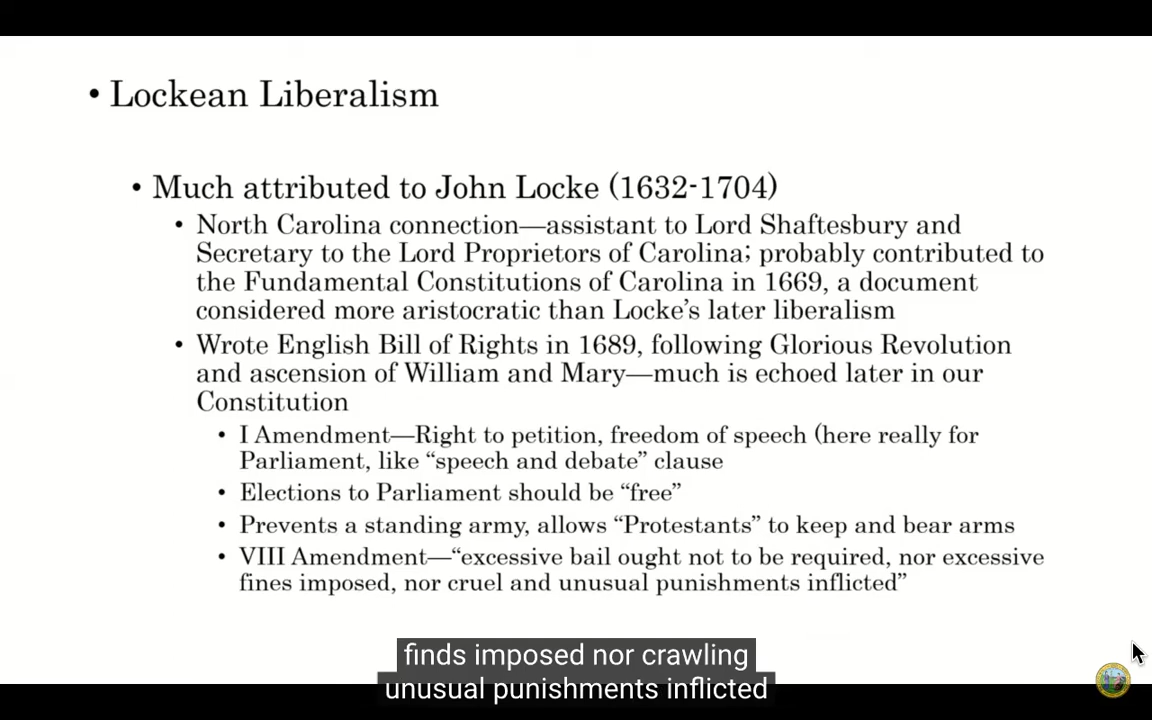 • Lockean Liberalism
• Much attributed to John Locke (1632-1704)
• North Carolina connection—assistant to Lord Shaftesbury and
Secretary to the Lord Proprietors of Carolina; probably contributed to
the Fundamental Constitutions of Carolina in 1669, a document
considered more aristocratic than Locke's later liberalism
• Wrote English Bill of Rights in 1689, following Glorious Revolution
and ascension of William and Mary—much is echoed later in our
Constitution
• I Amendment—Right to petition, freedom of speech (here really for
Parliament, like “speech and debate” clause
• Elections to Parliament should be “free”
• Prevents a standing army, allows “Protestants” to keep and bear arms
• VIII Amendment—“excessive bail ought not to be required, nor excessive
fines imposed, nor cruel and unusual punishments inflicted”
finds imposed nor crawling
unusual punishments inflicted